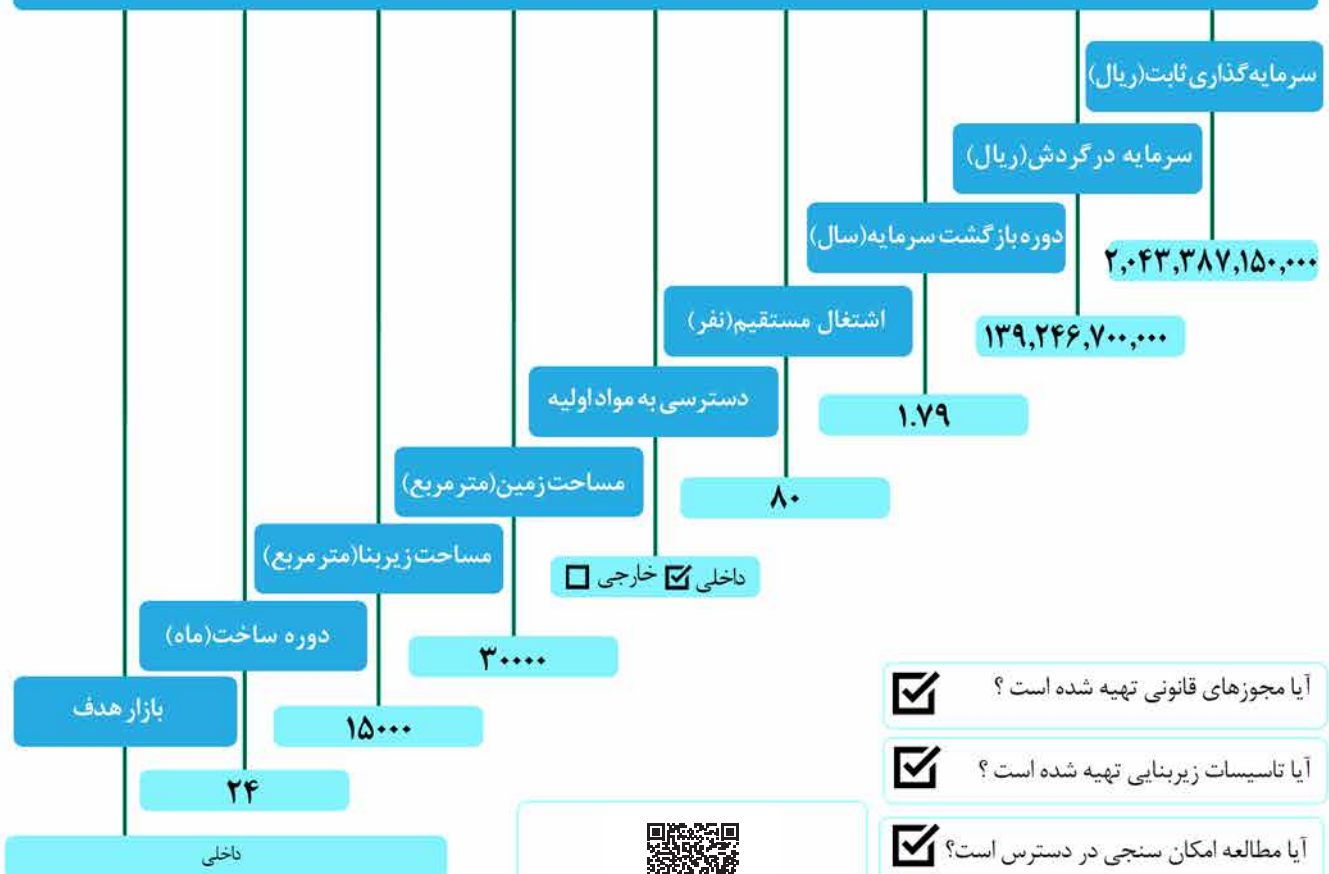 سرمایه‌گذاری ثابت(ریال)
۲,۰۴۳,۳۸۷,۱۵۰,۰۰۰
سرمایه در گردش(ریال)
۱۳۹,۲۴۶,۷۰۰,۰۰۰
دوره بازگشت سرمایه(سال)
۱.۷۹
اشتغال مستقیم(نفر)
۸۰
دسترسی به مواد اولیه
داخلی ☑ خارجی ☐
مساحت زمین(متر مربع)
۳۰۰۰۰
مساحت زیربنا(متر مربع)
۱۵۰۰۰
دوره ساخت(ماه)
۲۴
بازار هدف
داخلی
آیا مجوزهای قانونی تهیه شده است ؟ ☑
آیا تاسیسات زیربنایی تهیه شده است ؟ ☑
آیا مطالعه امکان سنجی در دسترس است؟ ☑